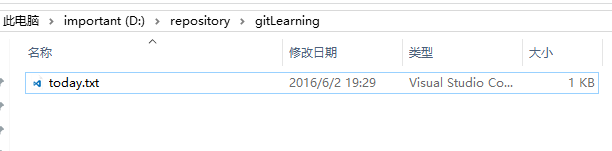 此电脑 > important (D:) > repository > gitLearning
名称 修改日期 类型 大小
today.txt 2016/6/2 19:29 Visual Studio Co... 1 KB